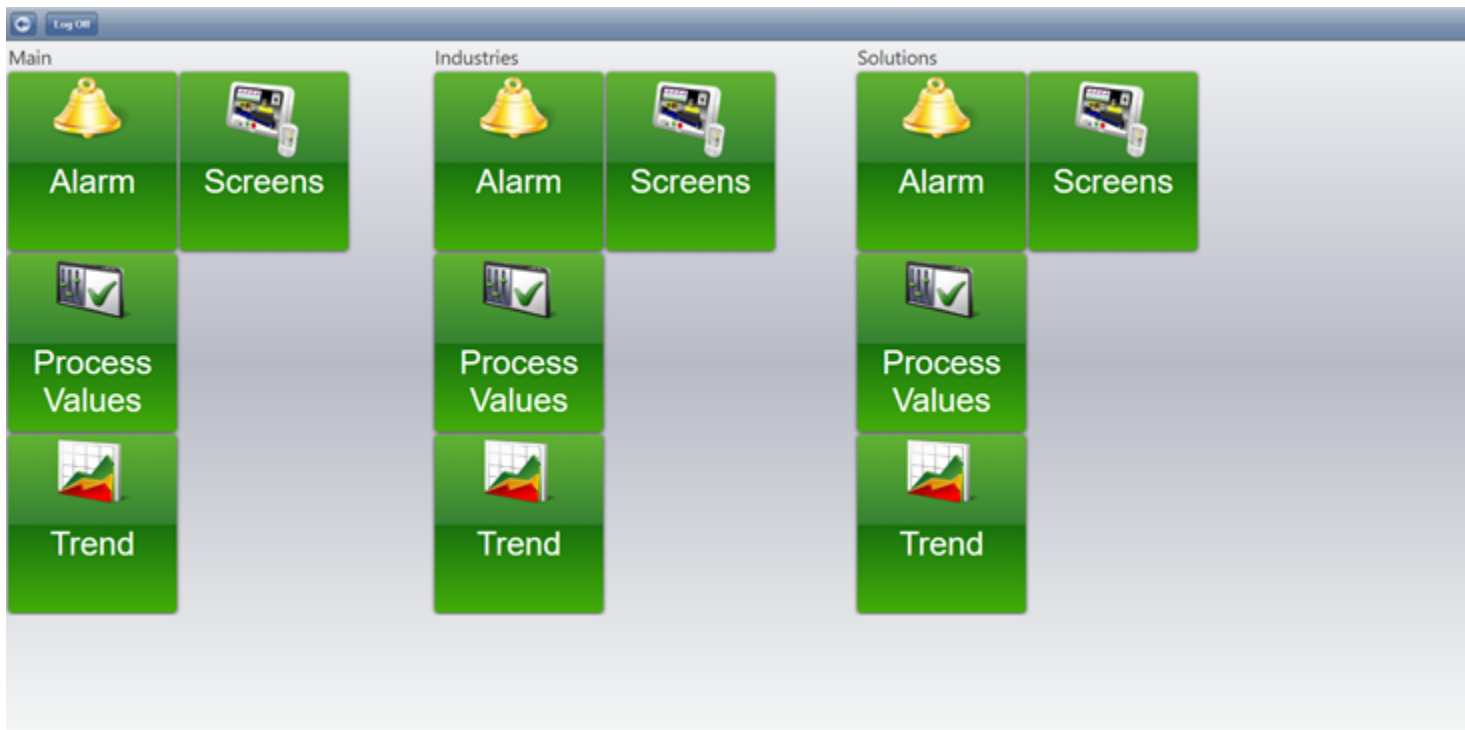 Log Off
Main
Industries
Solutions
Alarm
Screens
Alarm
Screens
Alarm
Screens
Process
Values
Process
Values
Process
Values
Trend
Trend
Trend